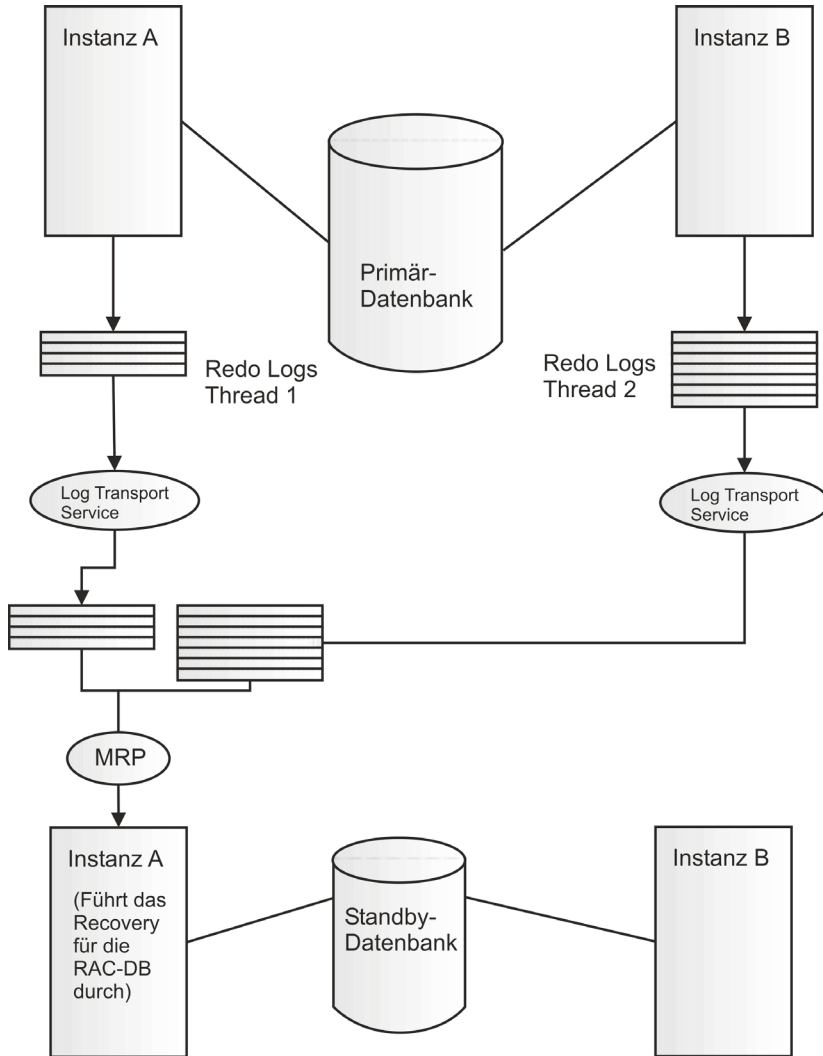 Instanz A
Instanz B
Primär-
Datenbank
Redo Logs
Thread 1
Redo Logs
Thread 2
Log Transport
Service
Log Transport
Service
MRP
Instanz A
(Führt das
Recovery
für die
RAC-DB
durch)
Standby-
Datenbank
Instanz B